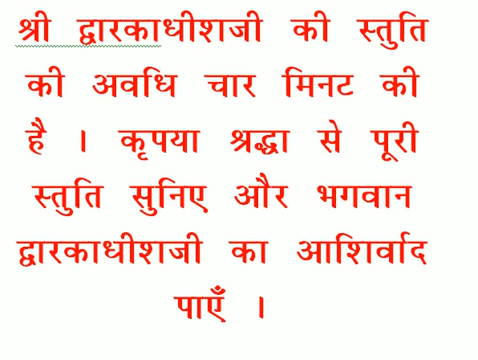 श्री द्वारकाधीशजी की स्तुति
की अवधि चार मिनट की
है । कृपया श्रद्धा से पूरी
स्तुति सुनिए और भगवान
द्वारकाधीशजी का आशिर्वाद
पाएँ ।